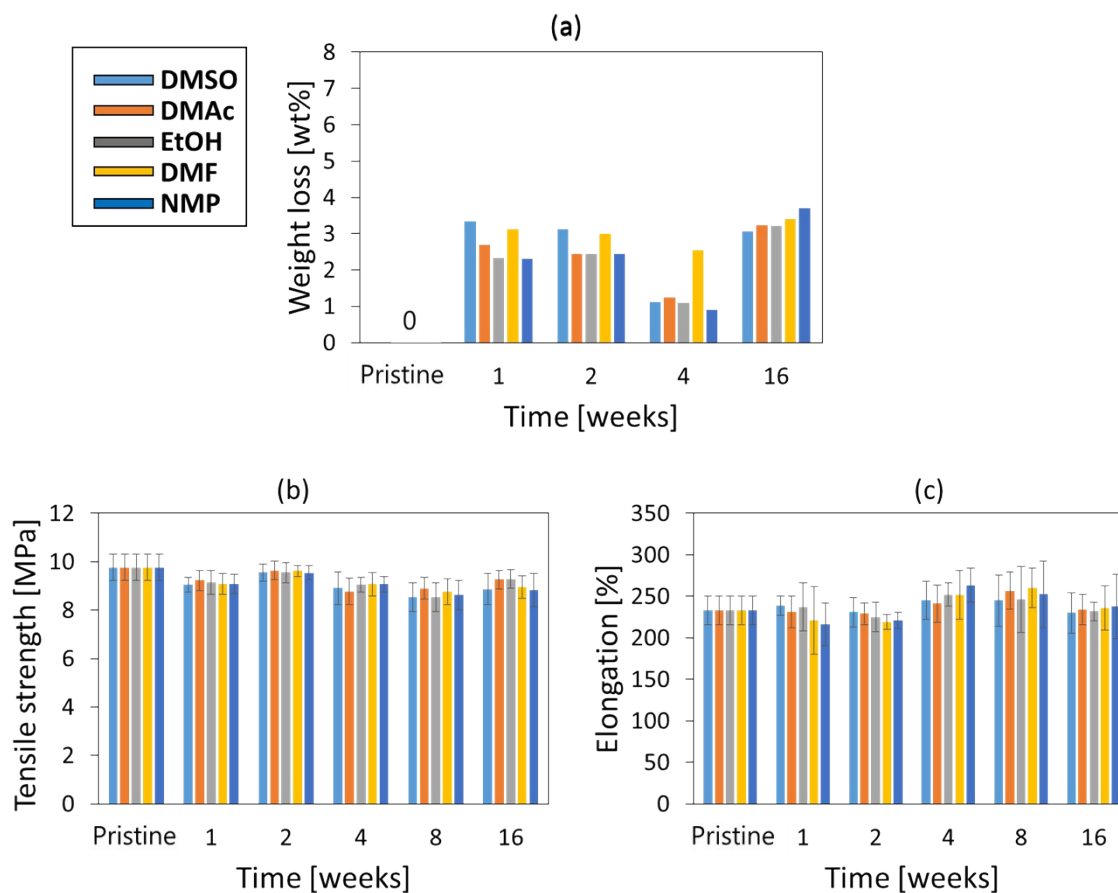 (a)
DMSO
DMAc
EtOH
DMF
NMP
Weight loss [wt%]
8
7
6
5
4
3
2
1
0
0
Pristine 1 2 4 16
Time [weeks]
(b)
Tensile strength [MPa]
12
10
8
6
4
2
0
Pristine 1 2 4 8 16
Time [weeks]
(c)
Elongation [%]
350
300
250
200
150
100
50
0
Pristine 1 2 4 8 16
Time [weeks]